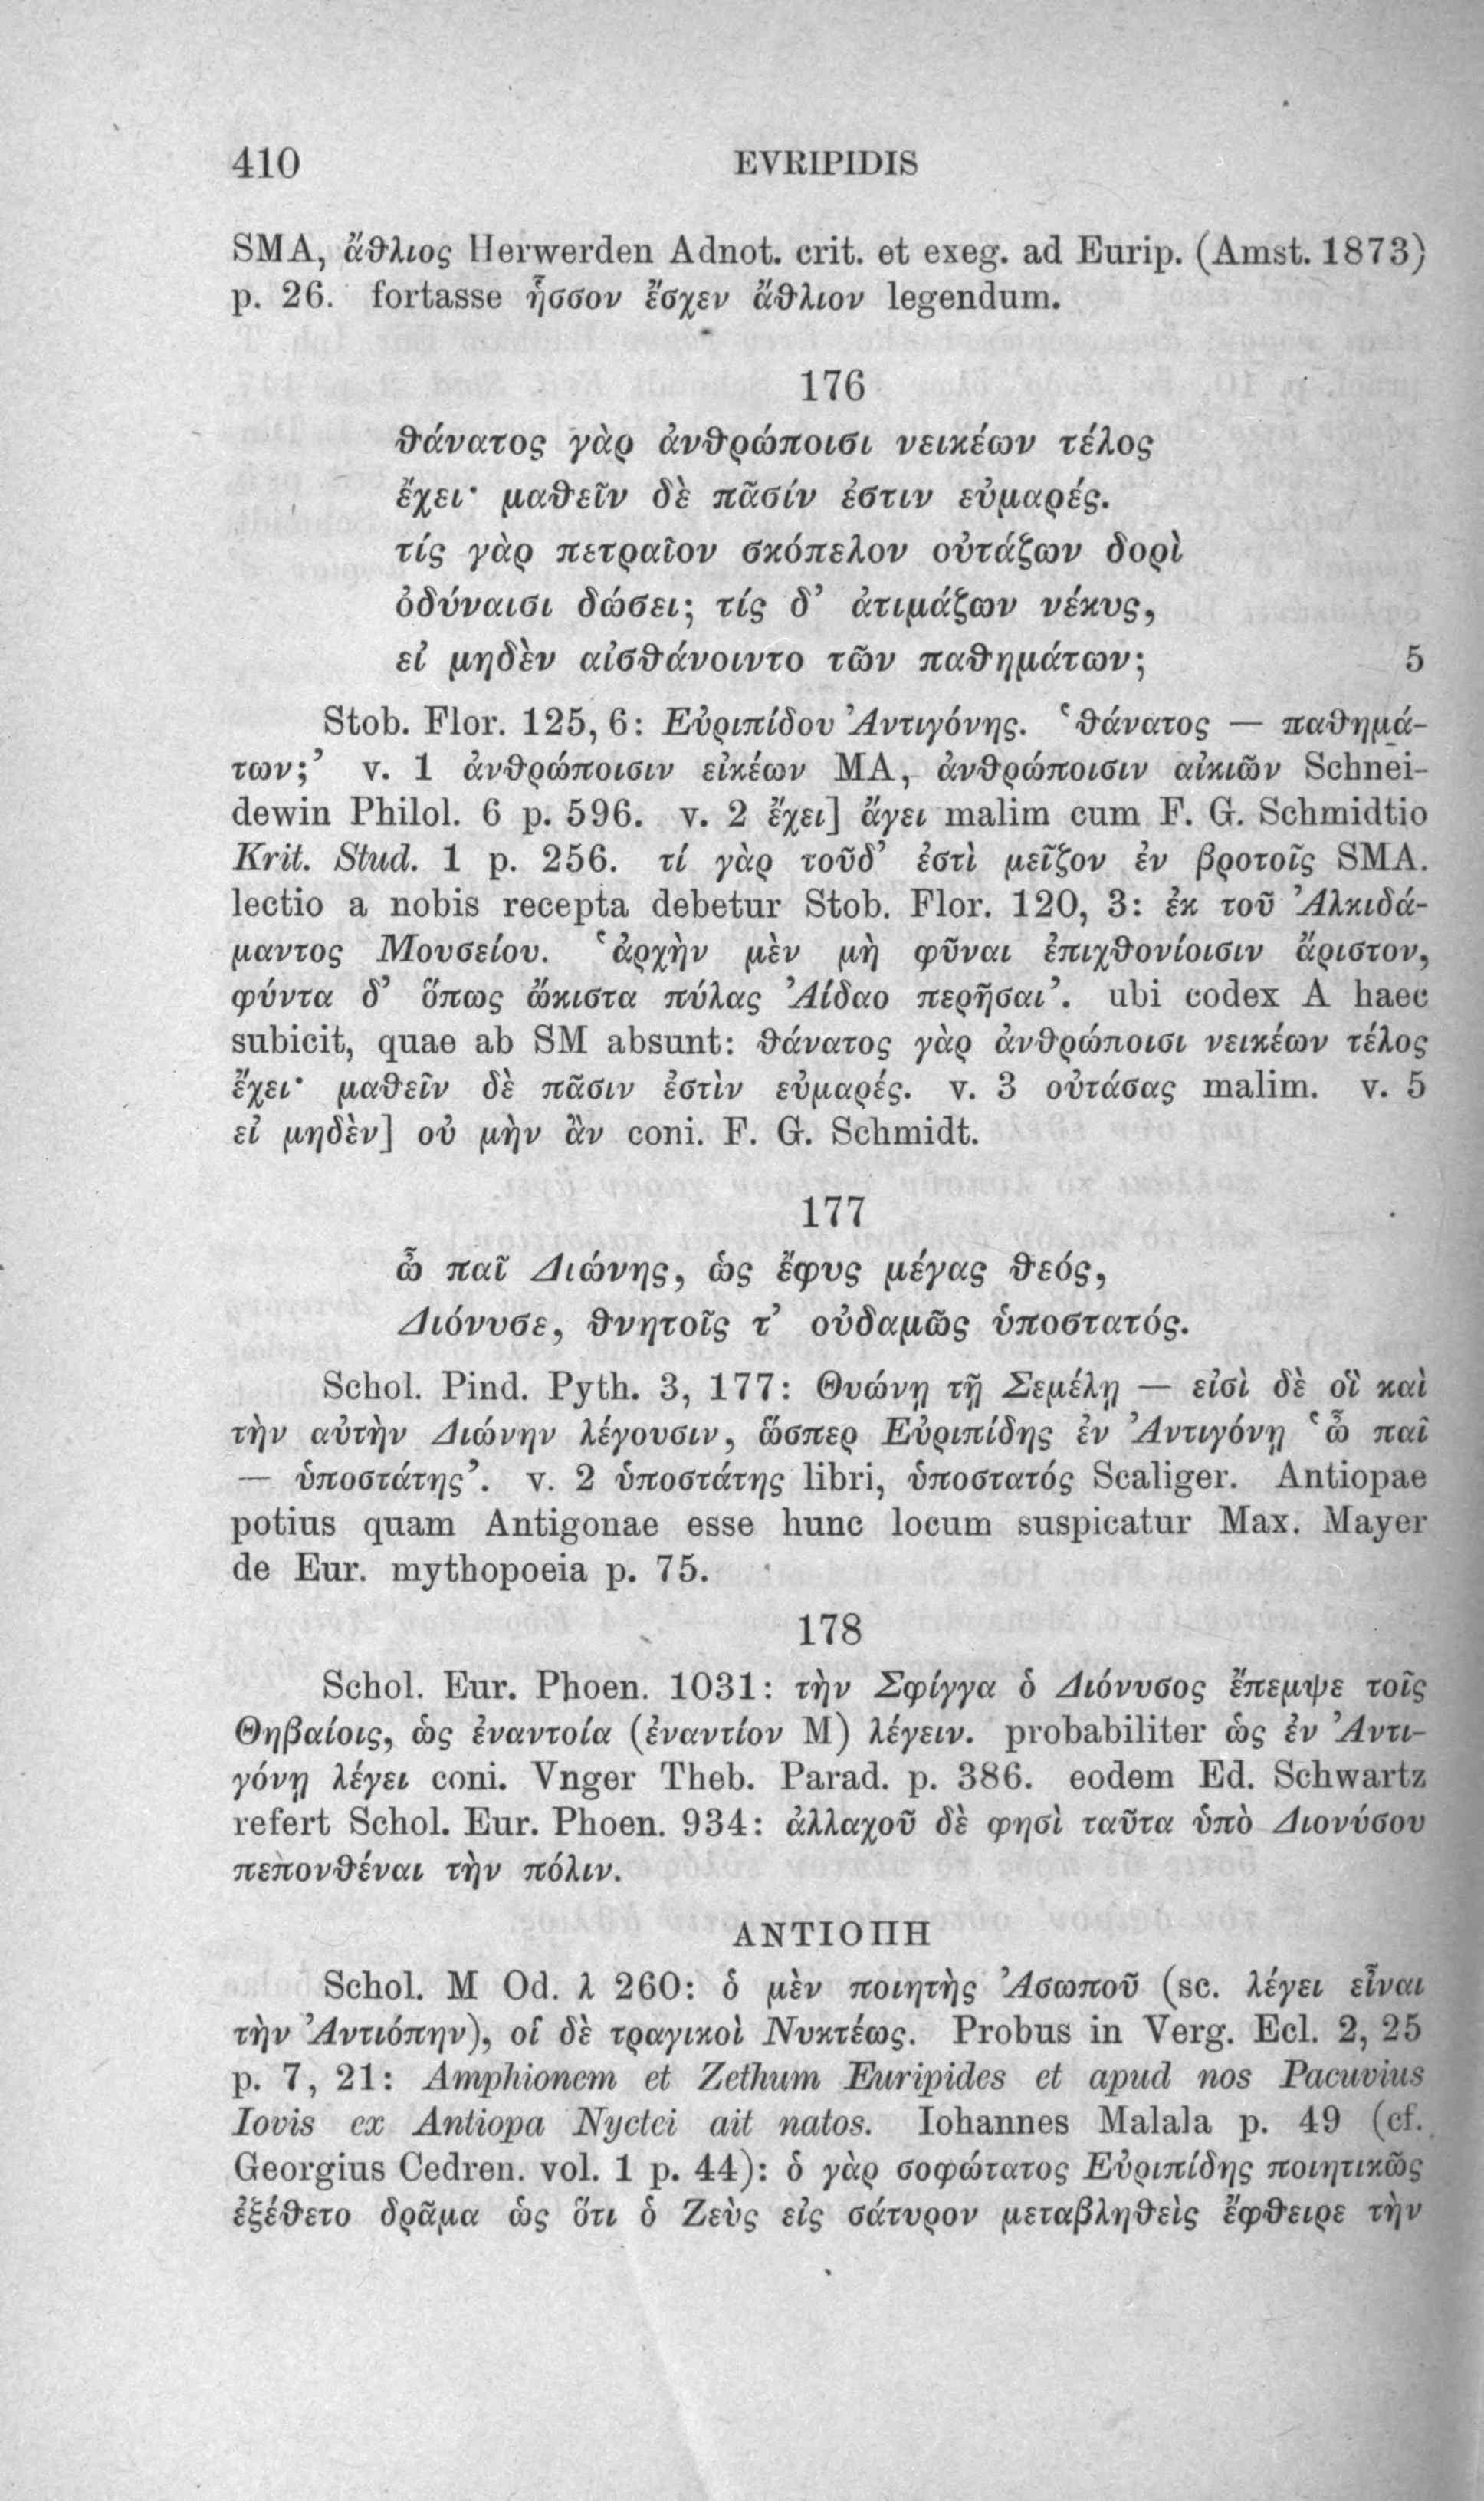 410 EVRIPIDIS
SMA, ἄθλιος Herwerden Adnot. crit. et exeg. ad Eurip. (Amst. 1873)
p. 26. fortasse ἧσσον ἔσχεν ἄθλιον legendum.
176
θάνατος γὰρ ἀνθρώποισι νεικέων τέλος
ἔχει· μαθεῖν δὲ πᾶσίν ἐστιν εὐμαρές.
τίς γὰρ πετραῖον σκόπελον οὐτάζων δορὶ
ὀδύναισι δώσει; τίς δ’ ἀτιμάζων νέκυς,
εἰ μηδὲν αἰσθάνοιντο τῶν παθημάτων; 5
Stob. Flor. 125, 6: Εὐριπίδου Ἀντιγόνης. ‘θάνατος — παθημά-
των;’ v. 1 ἀνθρώποισιν εἰκέων MA, ἀνθρώποισιν αἰκιῶν Schnei-
dewin Philol. 6 p. 596. v. 2 ἔχει] ἄγει malim cum F. G. Schmidtio
Krit. Stud. 1 p. 256. τί γὰρ τοῦδ’ ἐστὶ μεῖζον ἐν βροτοῖς SMA.
lectio a nobis recepta debetur Stob. Flor. 120, 3: ἐκ τοῦ Ἀλκιδά-
μαντος Μουσείου. ‘ἀρχὴν μὲν μὴ φῦναι ἐπιχθονίοισιν ἄριστον,
φύντα δ’ ὅπως ὤκιστα πύλας Ἀίδαο περῆσαι’. ubi codex A haec
subicit, quae ab SM absunt: θάνατος γὰρ ἀνθρώποισι νεικέων τέλος
ἔχει· μαθεῖν δὲ πᾶσιν ἐστὶν εὐμαρές. v. 3 οὐτάσας malim. v. 5
εἰ μηδὲν] οὐ μὴν ἂν coni. F. G. Schmidt.
177
ὦ παῖ Διώνης, ὡς ἔφυς μέγας θεός,
Διόνυσε, θνητοῖς τ’ οὐδαμῶς ὑποστατός.
Schol. Pind. Pyth. 3, 177: Θυώνῃ τῇ Σεμέλῃ — εἰσὶ δὲ οἳ καὶ
τὴν αὐτὴν Διώνην λέγουσιν, ὥσπερ Εὐριπίδης ἐν Ἀντιγόνῃ ‘ὦ παῖ
— ὑποστάτης’. v. 2 ὑποστάτης libri, ὑποστατός Scaliger. Antiopae
potius quam Antigonae esse hunc locum suspicatur Max. Mayer
de Eur. mythopoeia p. 75.
178
Schol. Eur. Phoen. 1031: τὴν Σφίγγα ὁ Διόνυσος ἔπεμψε τοῖς
Θηβαίοις, ὡς ἐναντοία (ἐναντίον M) λέγειν. probabiliter ὡς ἐν Ἀντι-
γόνῃ λέγει coni. Vnger Theb. Parad. p. 386. eodem Ed. Schwartz
refert Schol. Eur. Phoen. 934: ἀλλαχοῦ δὲ φησὶ ταῦτα ὑπὸ Διονύσου
πεπονθέναι τὴν πόλιν.
ΑΝΤΙΟΠΗ
Schol. M Od. λ 260: ὁ μὲν ποιητὴς Ἀσωποῦ (sc. λέγει εἶναι
τὴν Ἀντιόπην), οἱ δὲ τραγικοὶ Νυκτέως. Probus in Verg. Ecl. 2, 25
p. 7, 21: Amphionem et Zethum Euripides et apud nos Pacuvius
Iovis ex Antiopa Nyctei ait natos. Iohannes Malala p. 49 (cf.
Georgius Cedren. vol. 1 p. 44): ὁ γὰρ σοφώτατος Εὐριπίδης ποιητικῶς
ἐξέθετο δρᾶμα ὡς ὅτι ὁ Ζεὺς εἰς σάτυρον μεταβληθεὶς ἔφθειρε τὴν